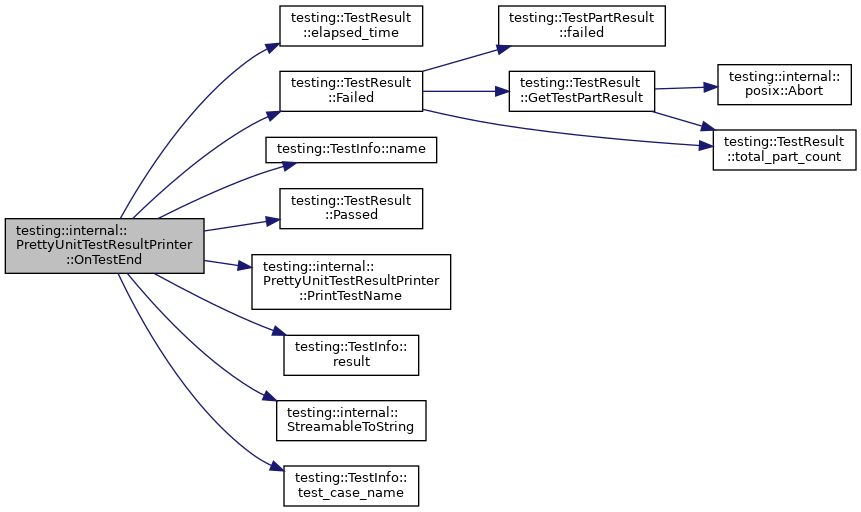 testing::internal::
PrettyUnitTestResultPrinter
::OnTestEnd
testing::TestResult
::elapsed_time
testing::TestResult
::Failed
testing::TestInfo::name
testing::TestResult
::Passed
testing::internal::
PrettyUnitTestResultPrinter
::PrintTestName
testing::TestInfo::
result
testing::internal::
StreamableToString
testing::TestInfo::
test_case_name
testing::TestPartResult
::failed
testing::TestResult
::GetTestPartResult
testing::internal::
posix::Abort
testing::TestResult
::total_part_count